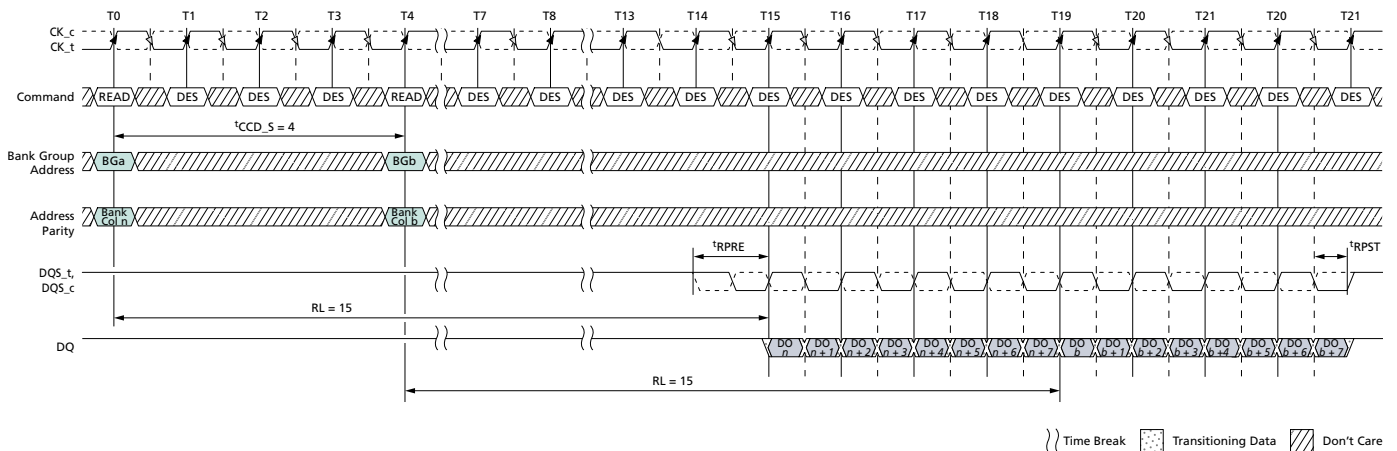 T0 T1 T2 T3 T4 T7 T8 T13 T14 T15 T16 T17 T18 T19 T20 T21 T20 T21
CK_c
CK_t
Command READ DES DES DES READ DES DES DES DES DES DES DES DES DES DES DES DES DES
tCCD_S = 4
Bank Group
Address
BGa BGb
Address
Parity
Bank
Col n
Bank
Col b
tRPRE tRPST
DQS_t,
DQS_c
RL = 15
DQ
DO
n
DO
n + 1
DO
n + 2
DO
n + 3
DO
n + 4
DO
n + 5
DO
n + 6
DO
n + 7
DO
b
DO
b + 1
DO
b + 2
DO
b + 3
DO
b + 4
DO
b + 5
DO
b + 6
DO
b + 7
RL = 15
Time Break Transitioning Data Don't Care